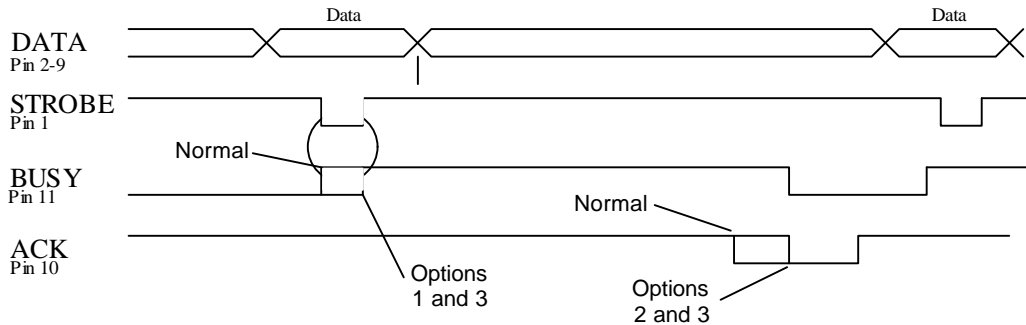 Data
Data
DATA
Pin 2-9
STROBE
Pin 1
Normal
BUSY
Pin 11
Normal
ACK
Pin 10
Options
1 and 3
Options
2 and 3